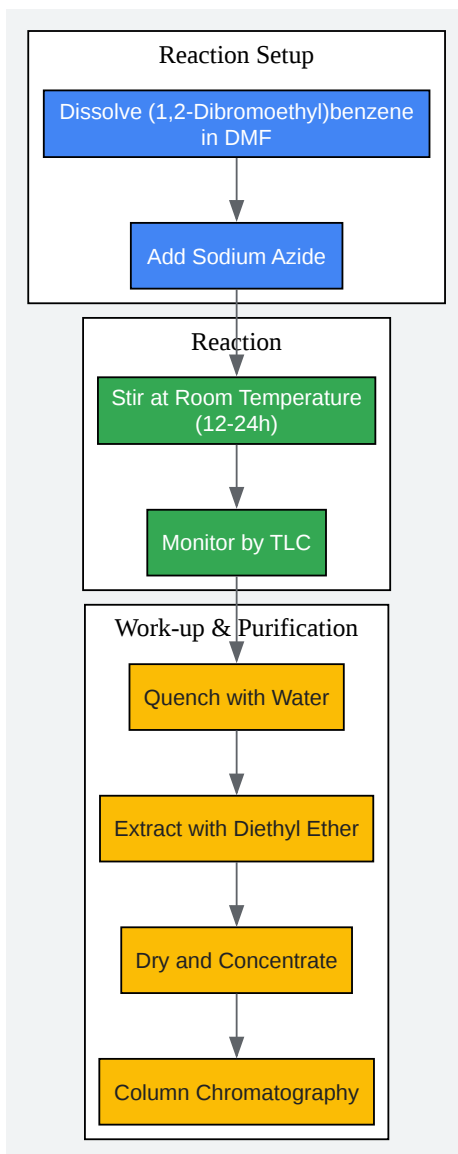 Reaction Setup
Dissolve (1,2-Dibromoethyl)benzene
in DMF
Add Sodium Azide
Reaction
Stir at Room Temperature
(12-24h)
Monitor by TLC
Work-up & Purification
Quench with Water
Extract with Diethyl Ether
Dry and Concentrate
Column Chromatography